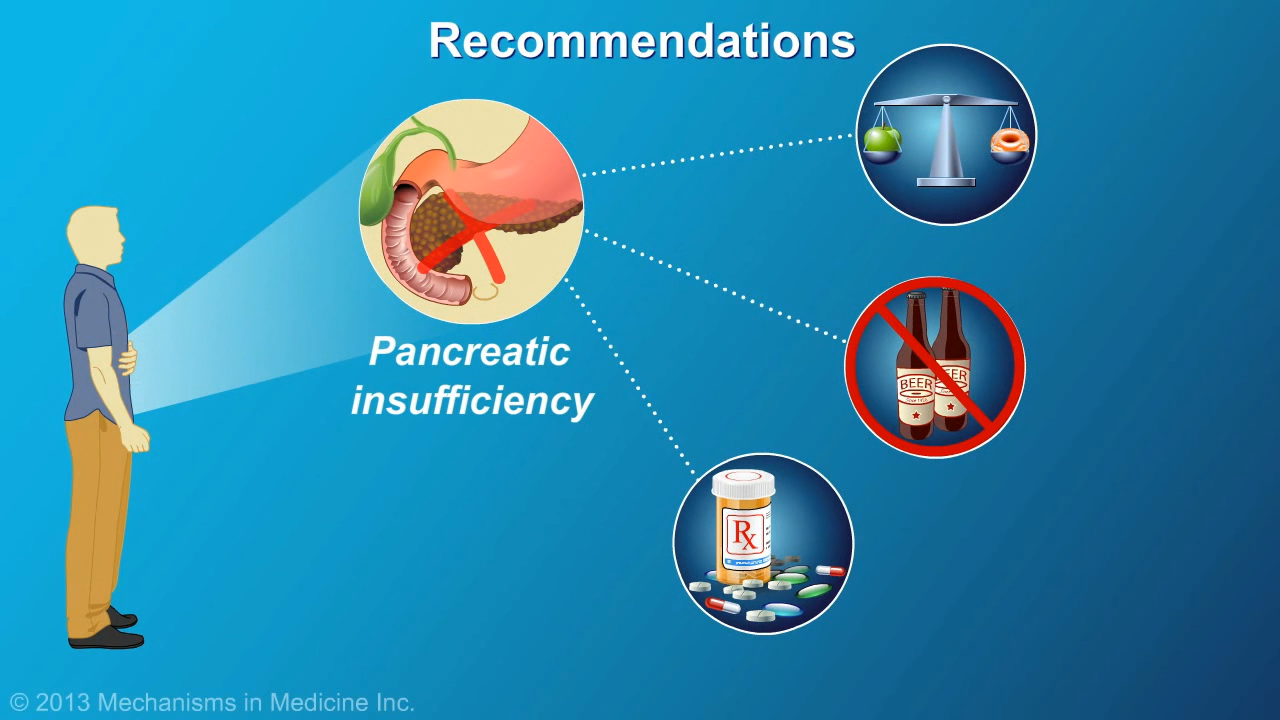 Recommendations
Pancreatic
insufficiency
BEER
BEER
Rx
© 2013 Mechanisms in Medicine Inc.